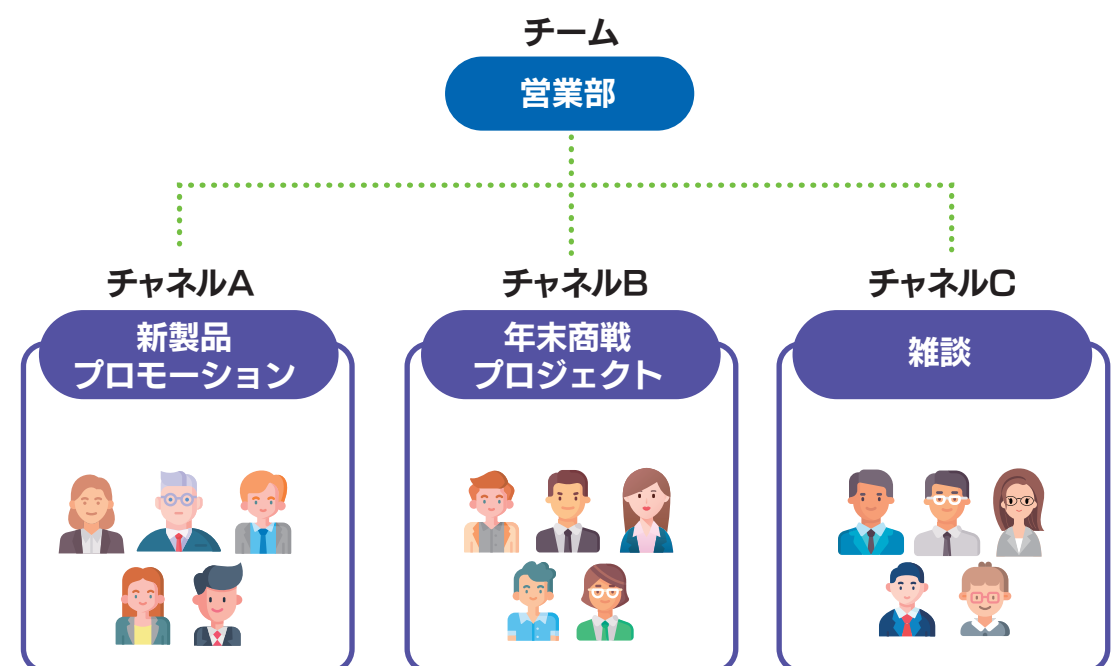 チーム
営業部
チャネルA
チャネルB
チャネルC
新製品
プロモーション
年末商戦
プロジェクト
雑談